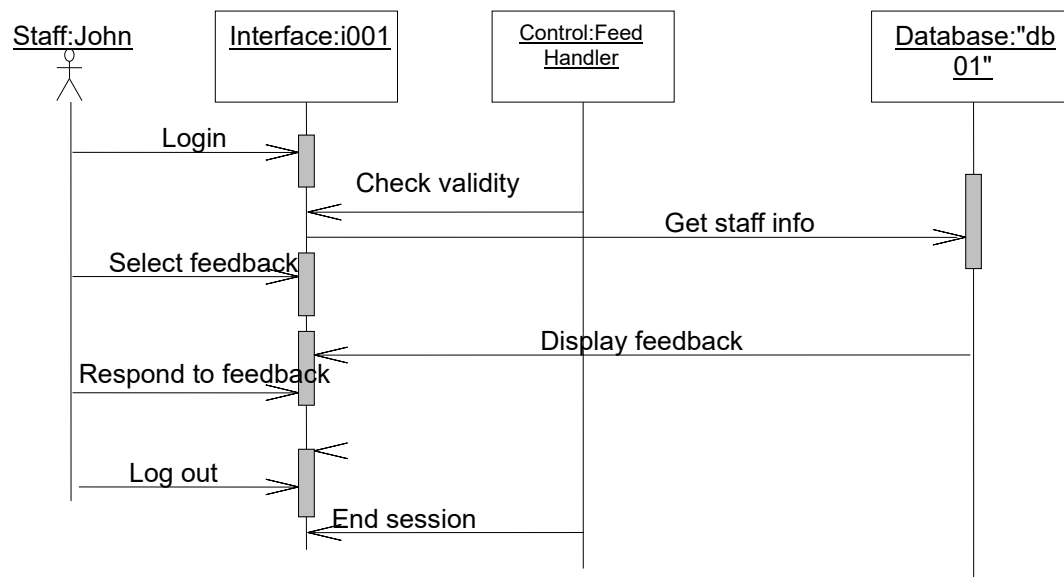 Staff:John
Interface:i001
Control:Feed
Handler
Database:"db
01"
Login
Check validity
Get staff info
Select feedback
Display feedback
Respond to feedback
Log out
End session